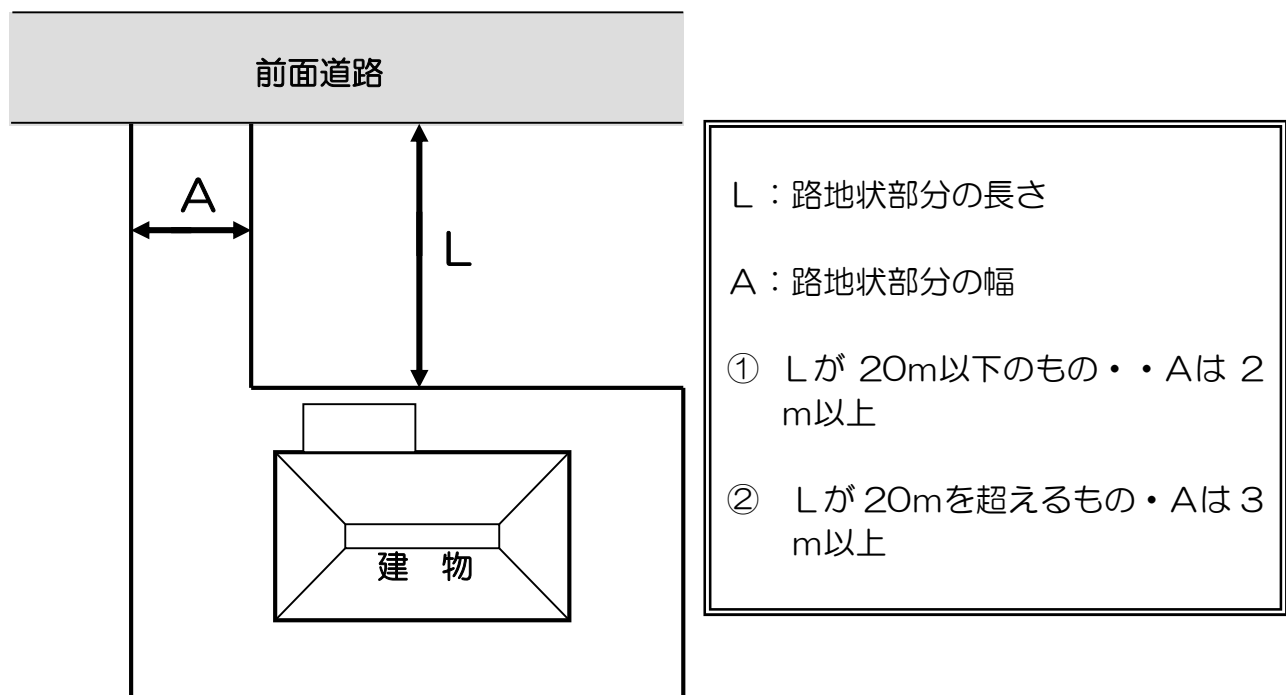 前面道路
A
L
建　物
L：路地状部分の長さ
A：路地状部分の幅
① Lが 20m以下のもの・・Aは 2
m以上
② Lが 20mを超えるもの・Aは 3
m以上